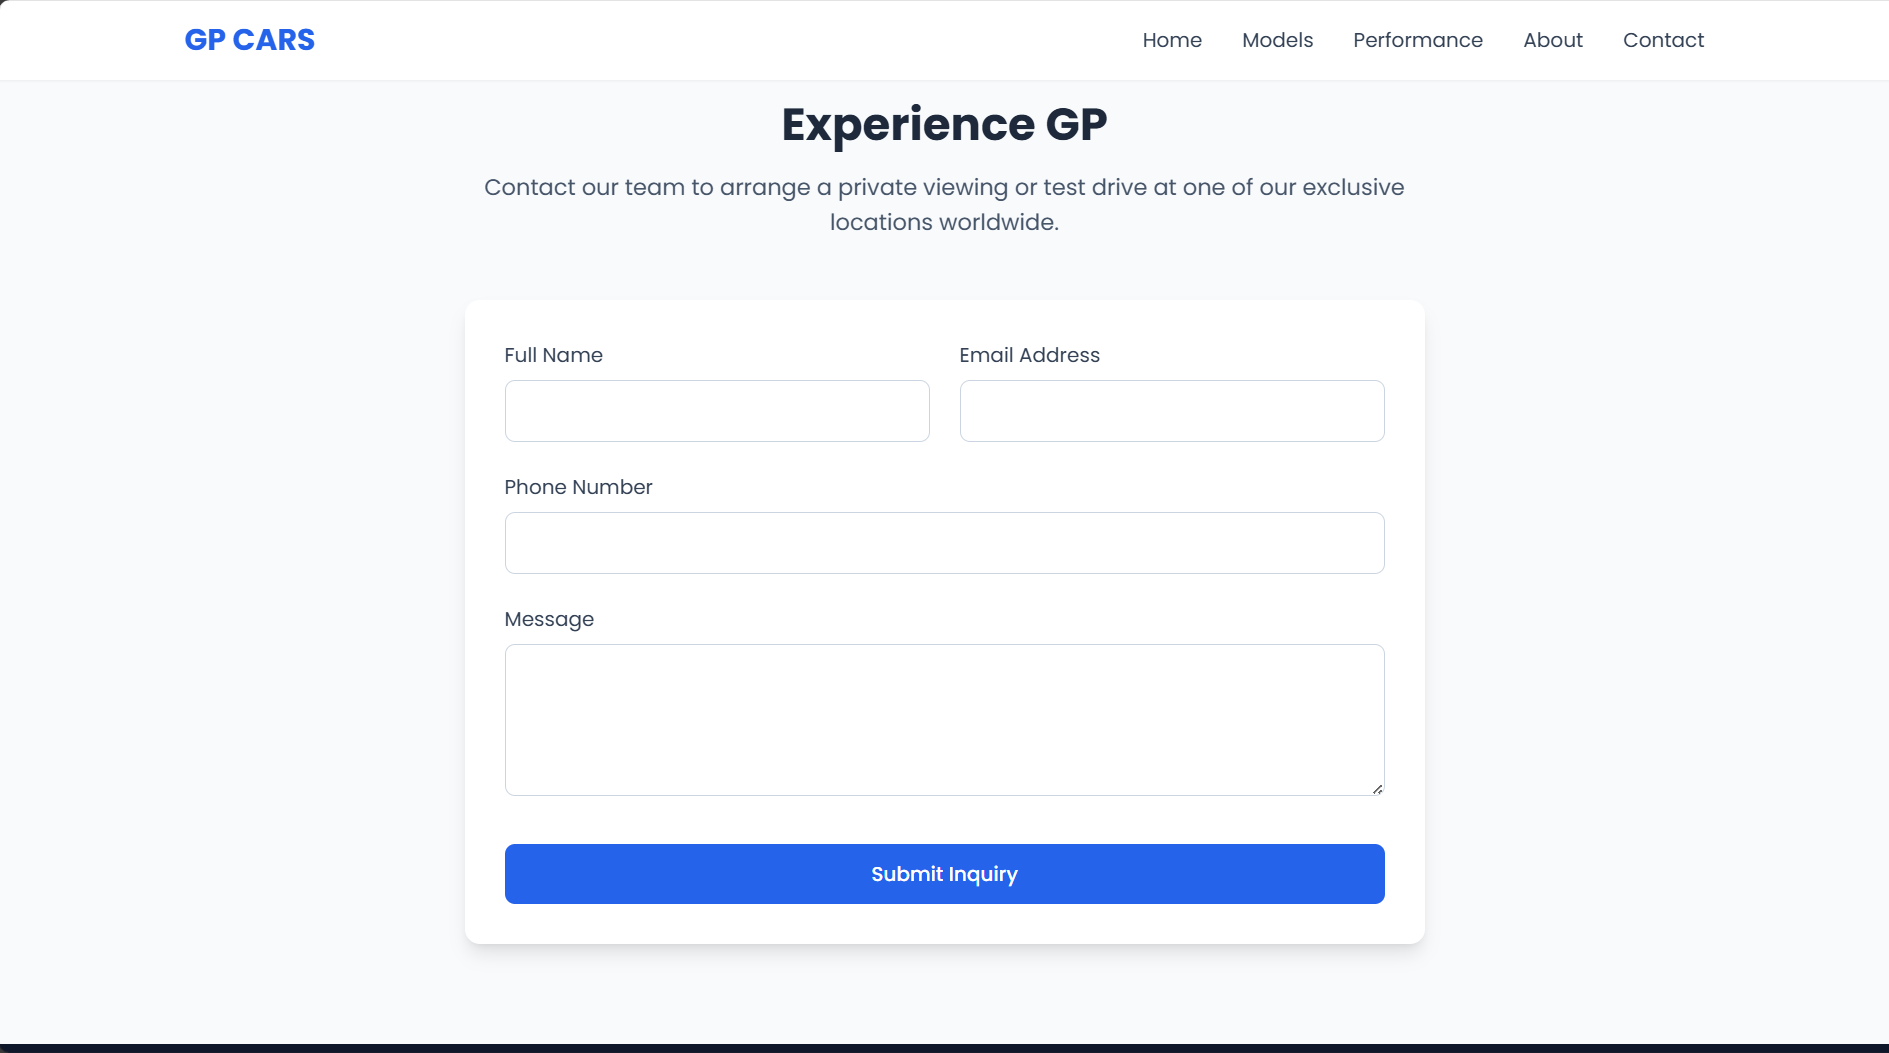 GP CARS
Home
Models
Performance
About
Contact
Experience GP
Contact our team to arrange a private viewing or test drive at one of our exclusive
locations worldwide.
Full Name
Email Address
Phone Number
Message
Submit Inquiry